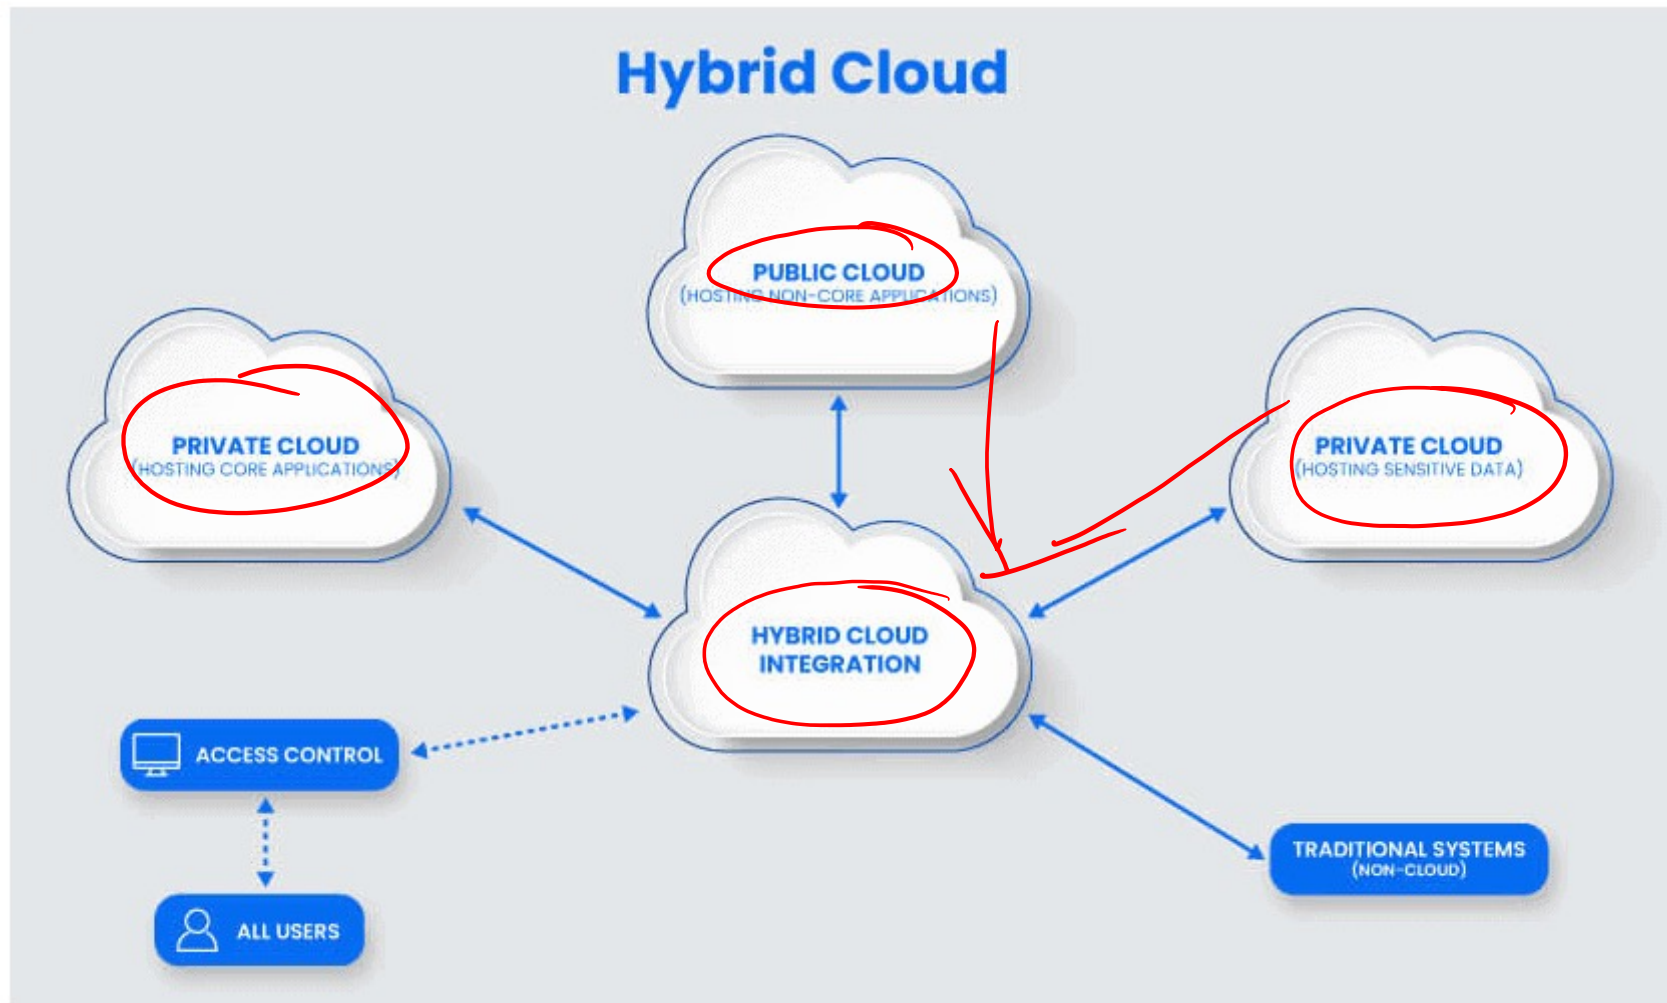 Hybrid Cloud
PUBLIC CLOUD
(HOSTING NON-CORE APPLICATIONS)
PRIVATE CLOUD
(HOSTING CORE APPLICATIONS)
PRIVATE CLOUD
(HOSTING SENSITIVE DATA)
HYBRID CLOUD
INTEGRATION
ACCESS CONTROL
TRADITIONAL SYSTEMS
(NON-CLOUD)
ALL USERS